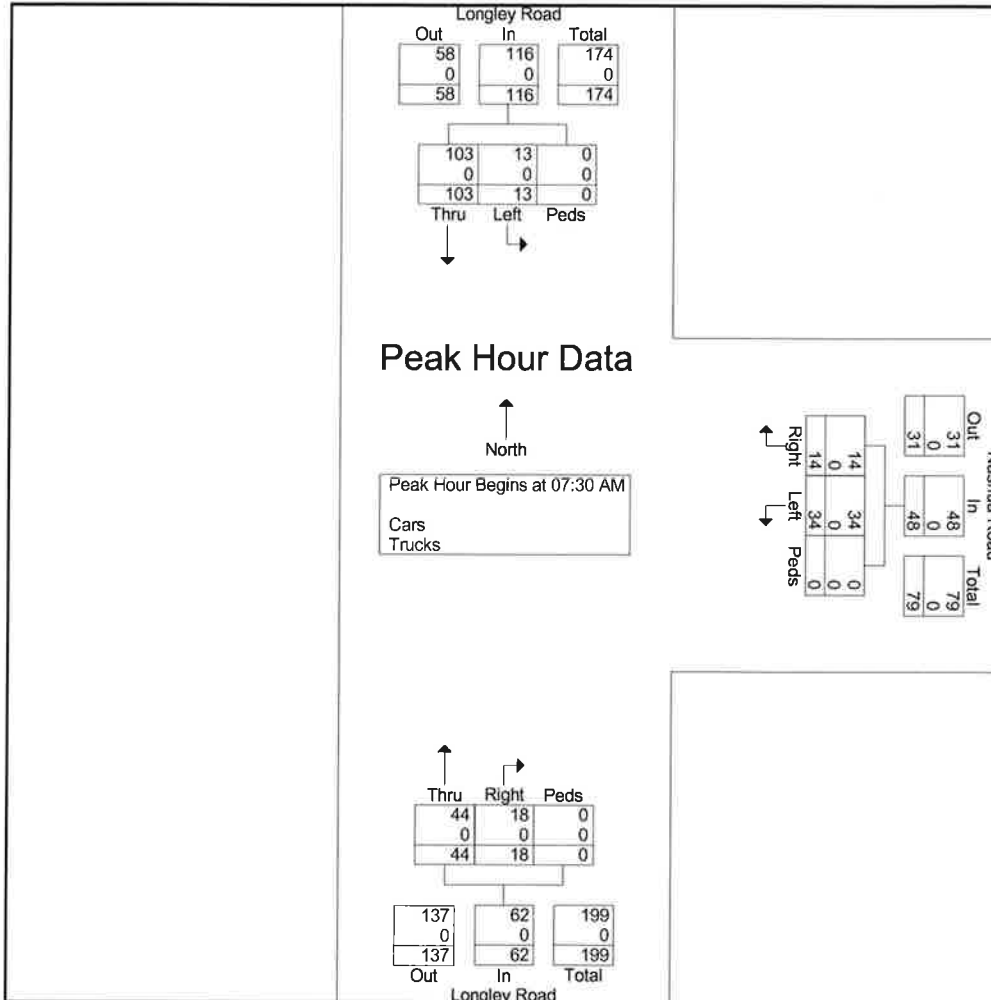 Longley Road
Out In Total
58 116 174
0 0 0
58 116 174
103 13 0
0 0 0
103 13 0
Thru Left Peds
Peak Hour Data
North
Peak Hour Begins at 07:30 AM
Cars
Trucks
Out In Total
31 48 79
0 0 0
31 48 79
14 34 0
0 0 0
14 34 0
Right Left Peds
Thru Right Peds
44 18 0
0 0 0
44 18 0
137 62 199
0 0 0
137 62 199
Out In Total
Longley Road